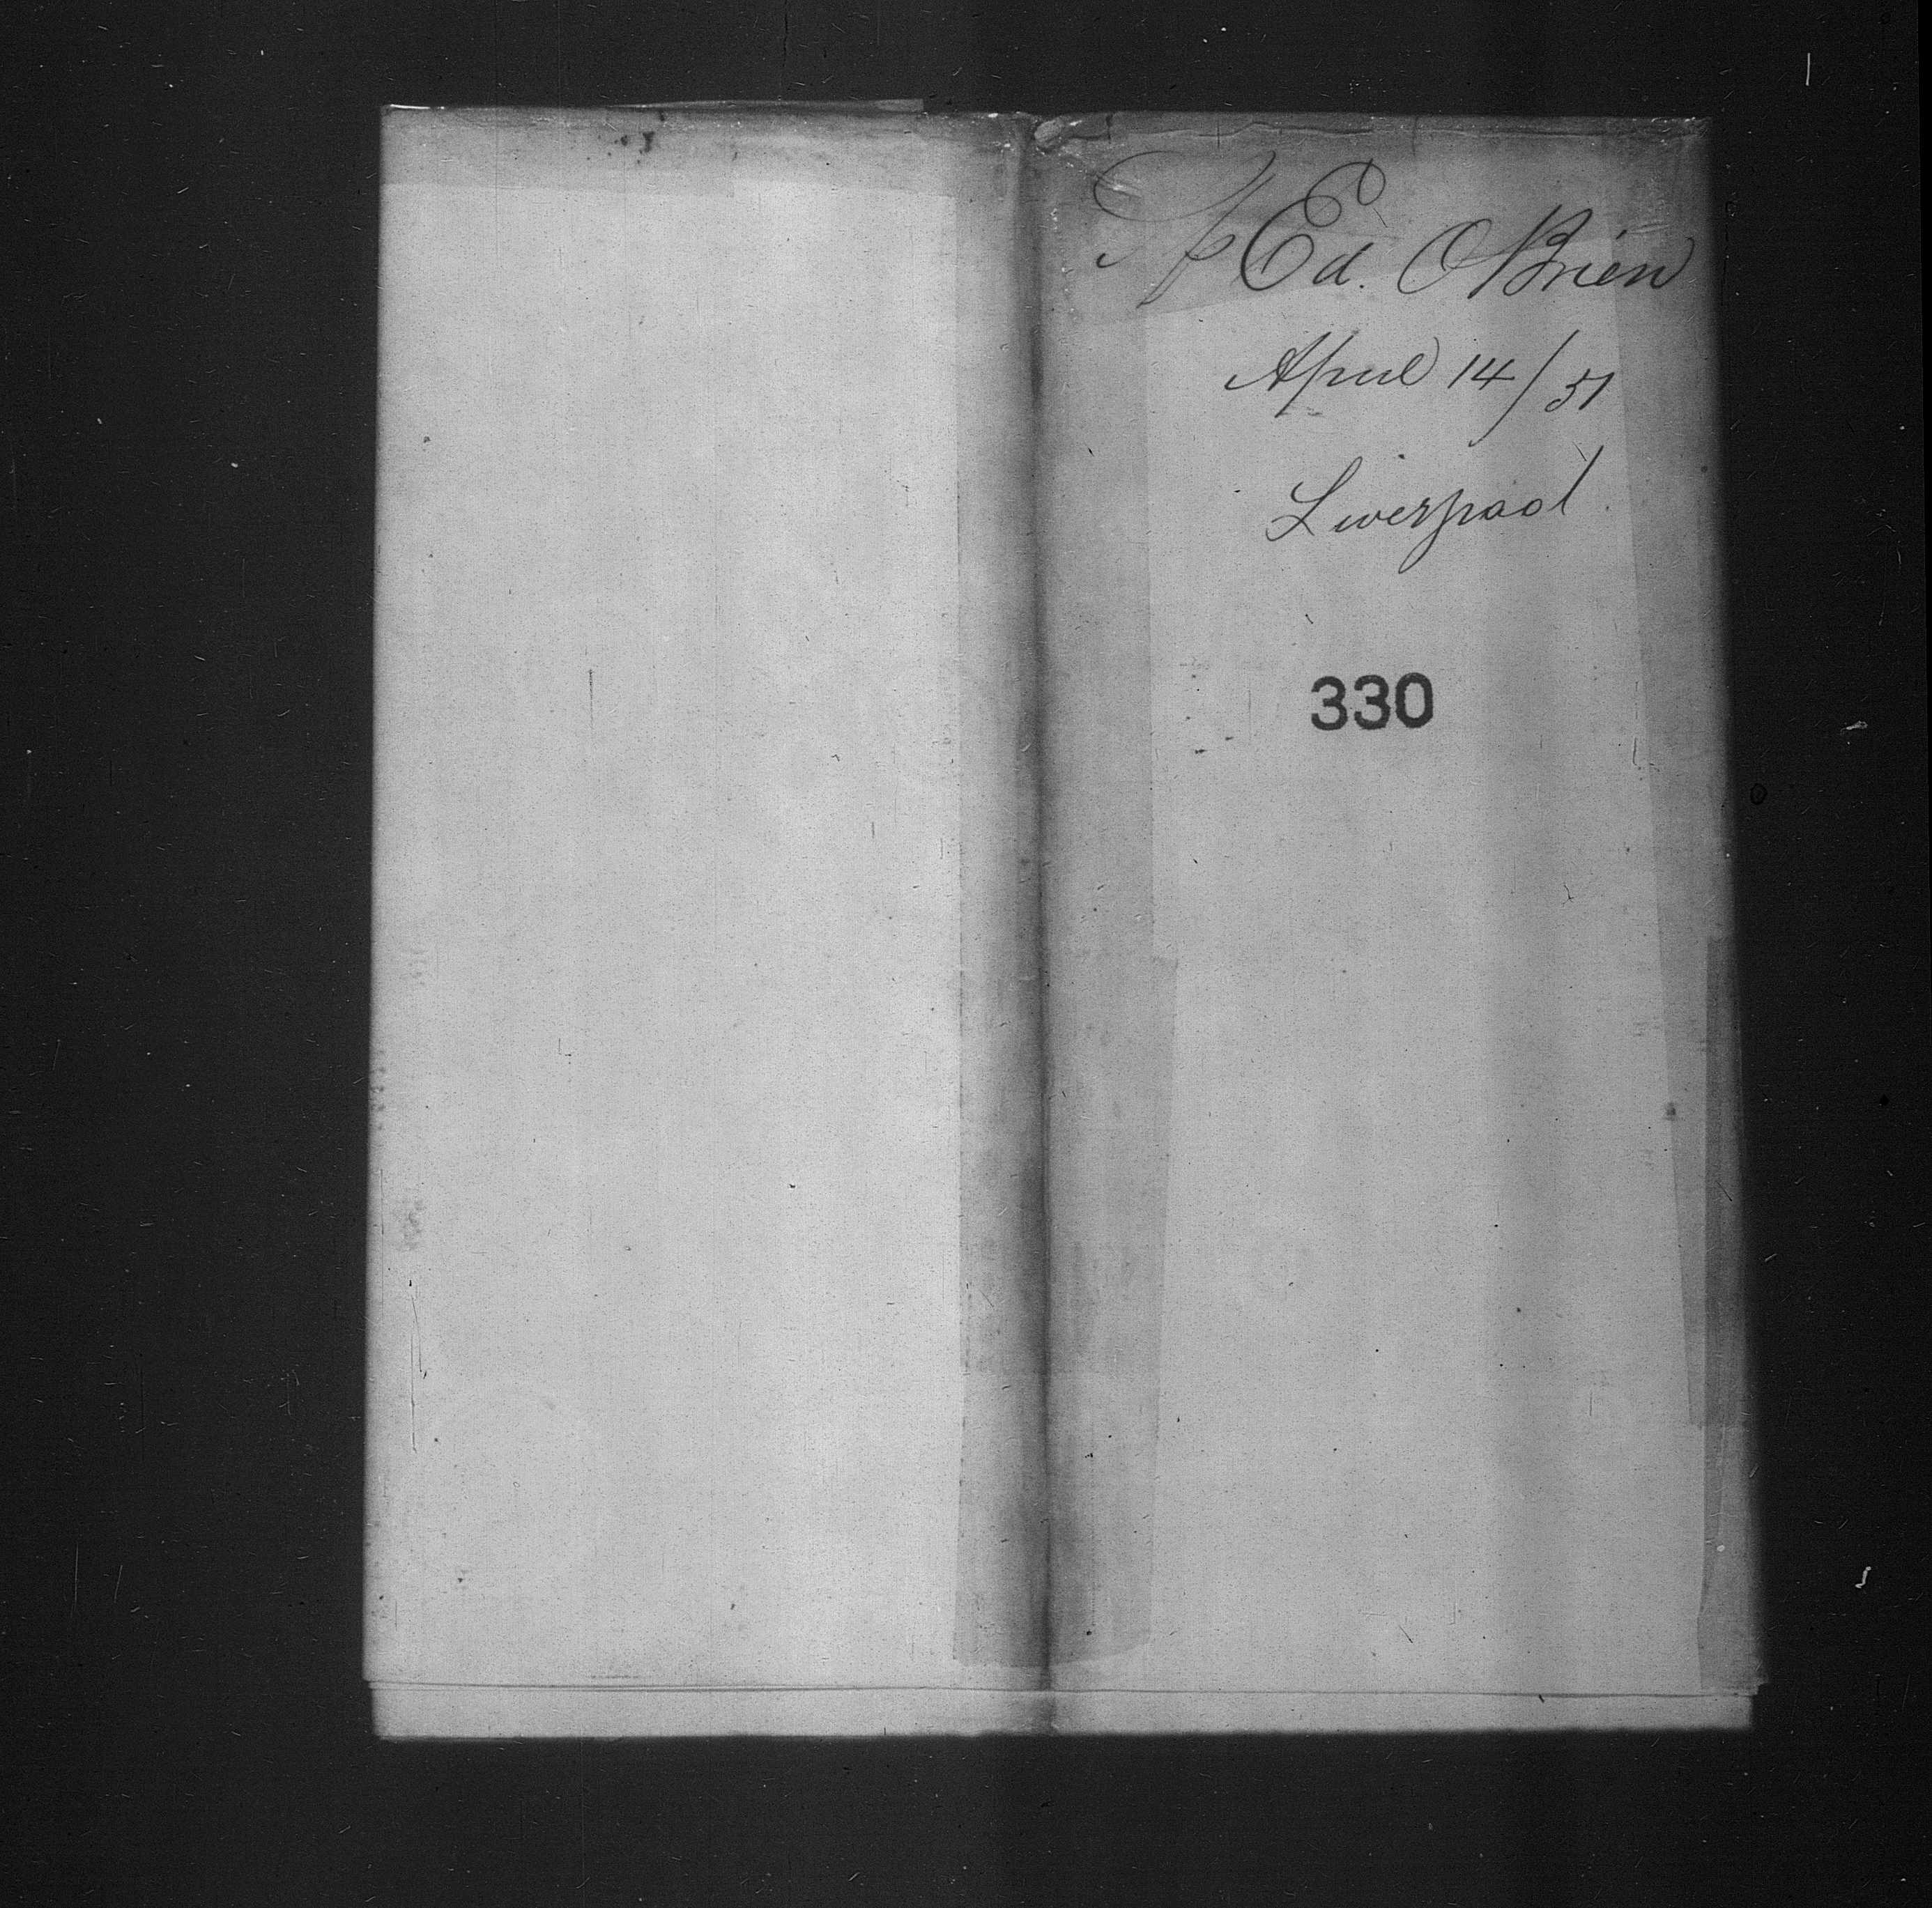 Ed. O'Brien
April 14/51
Liverpool
330